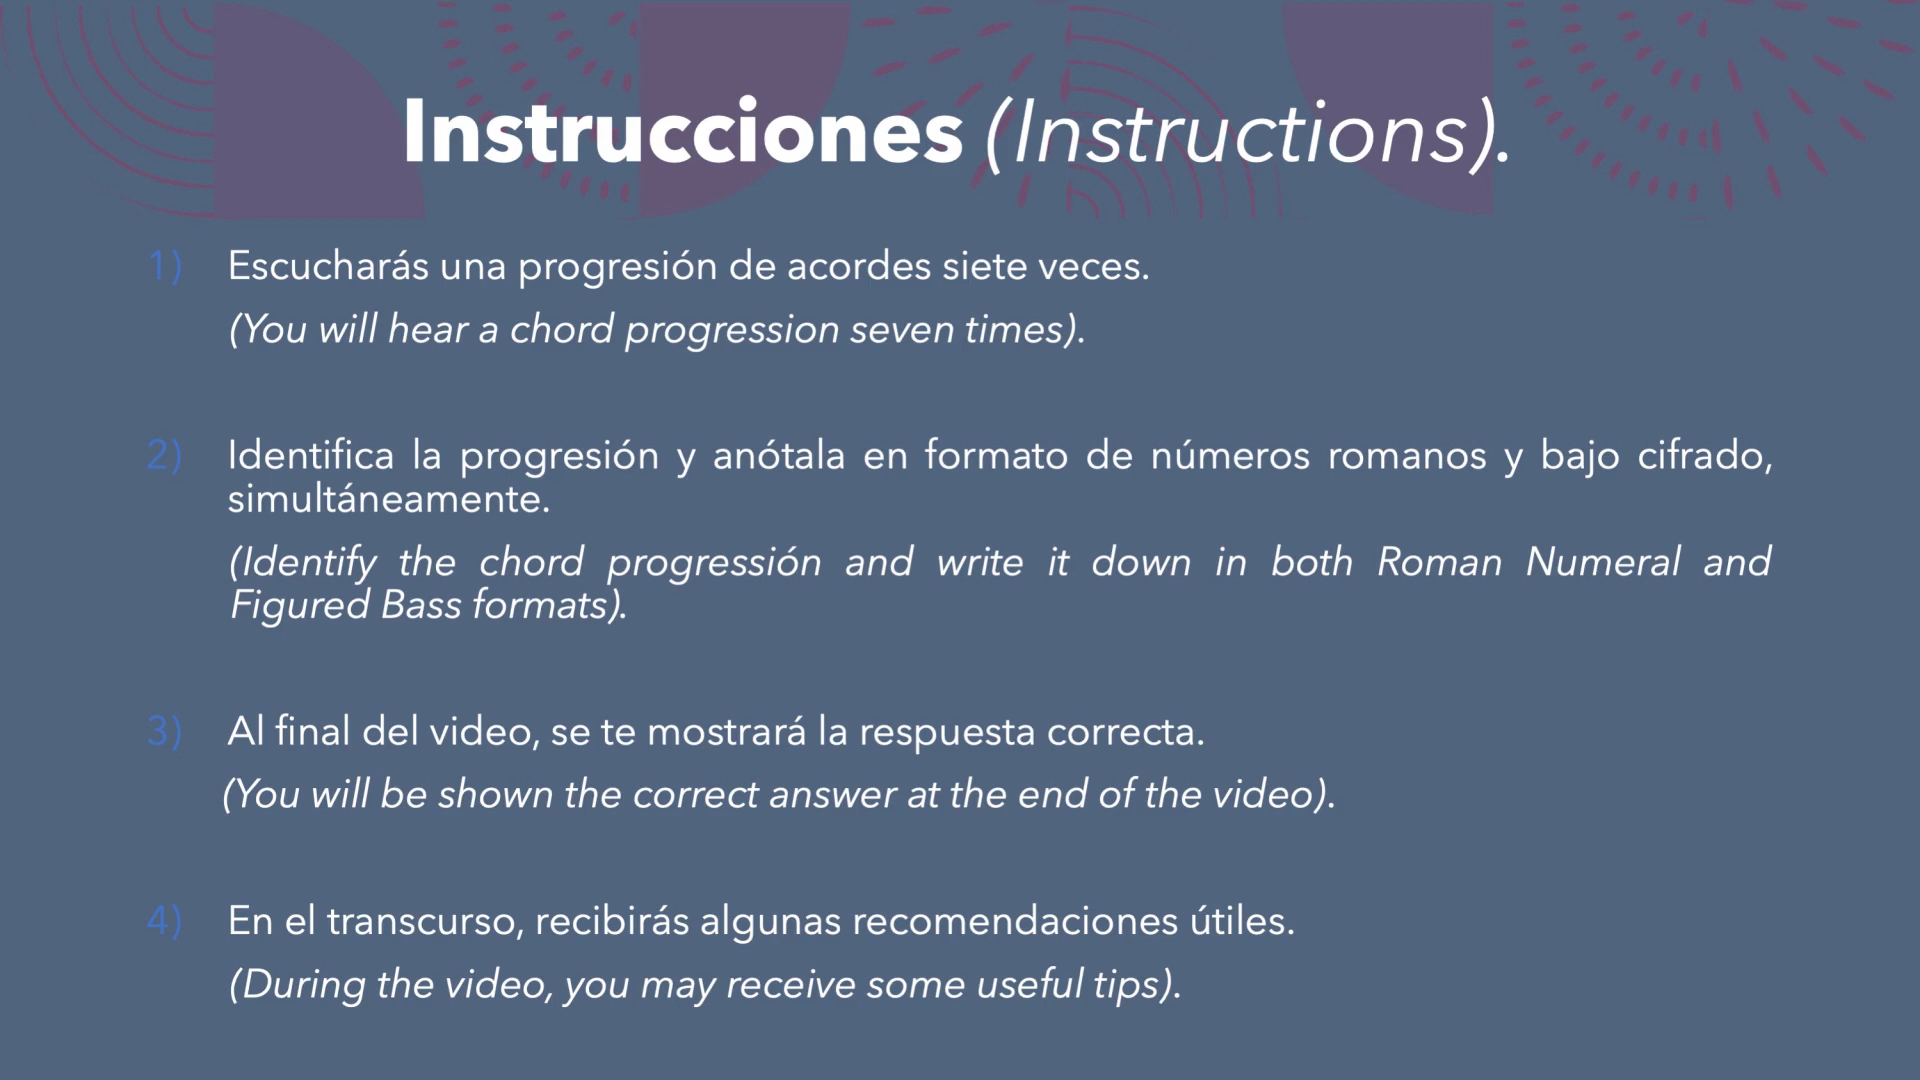 Instrucciones (Instructions).
1) Escucharás una progresión de acordes siete veces.
(You will hear a chord progression seven times).
2) Identifica la progresión y anótala en formato de números romanos y bajo cifrado,
simultáneamente.
(Identify the chord progressión and write it down in both Roman Numeral and
Figured Bass formats).
3) Al final del video, se te mostrará la respuesta correcta.
(You will be shown the correct answer at the end of the video).
4) En el transcurso, recibirás algunas recomendaciones útiles.
(During the video, you may receive some useful tips).